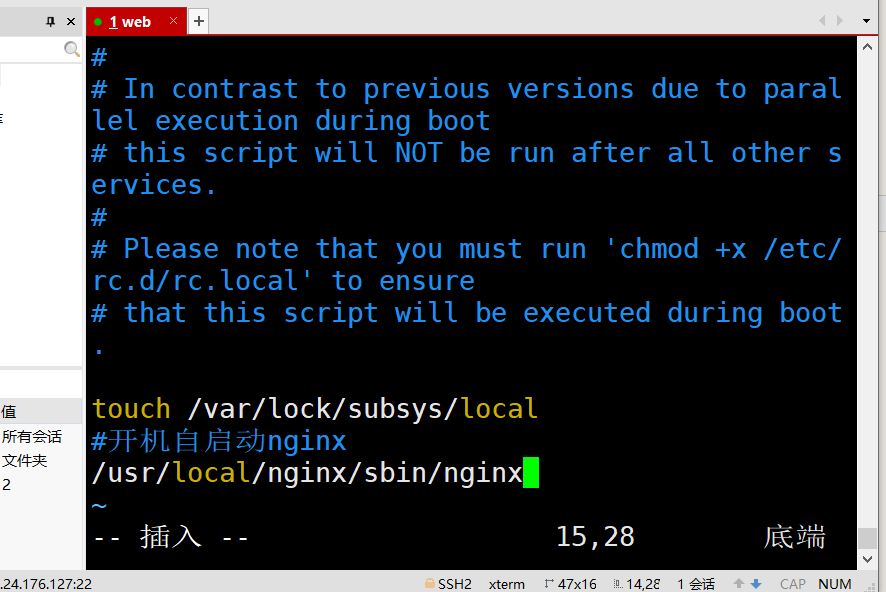 1 web
#
# In contrast to previous versions due to paral
lel execution during boot
# this script will NOT be run after all other s
ervices.
#
# Please note that you must run 'chmod +x /etc/
rc.d/rc.local' to ensure
# that this script will be executed during boot
.
touch /var/lock/subsys/local
#开机自启动nginx
/usr/local/nginx/sbin/nginx
~
-- 插入 -- 15,28 底端
值
所有会话
文件夹
2
.24.176.127:22 SSH2 xterm 47x16 14,28 1 会话 CAP NUM